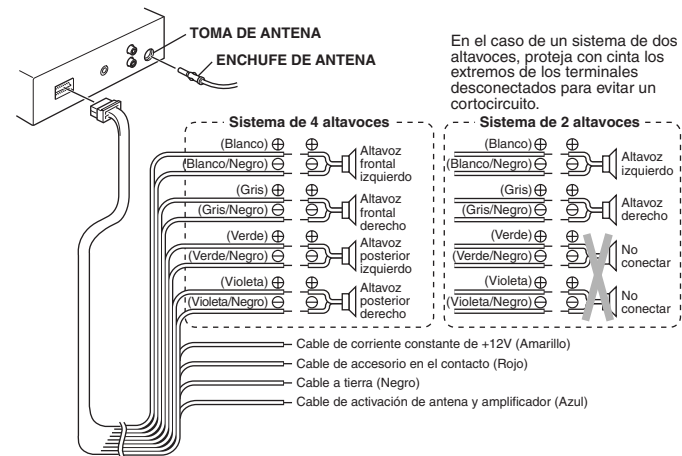 TOMA DE ANTENA
ENCHUFE DE ANTENA
En el caso de un sistema de dos
altavoces, proteja con cinta los
extremos de los terminales
desconectados para evitar un
cortocircuito.
Sistema de 4 altavoces
(Blanco) ⊕ ⊕
(Blanco/Negro) ⊖ ⊖
Altavoz
frontal
izquierdo
(Gris) ⊕ ⊕
(Gris/Negro) ⊖ ⊖
Altavoz
frontal
derecho
(Verde) ⊕ ⊕
(Verde/Negro) ⊖ ⊖
Altavoz
posterior
izquierdo
(Violeta) ⊕ ⊕
(Violeta/Negro) ⊖ ⊖
Altavoz
posterior
derecho
Sistema de 2 altavoces
(Blanco) ⊕ ⊕
(Blanco/Negro) ⊖ ⊖
Altavoz
izquierdo
(Gris) ⊕ ⊕
(Gris/Negro) ⊖ ⊖
Altavoz
derecho
(Verde) ⊕ ⊕
(Verde/Negro) ⊖ ⊖
No
conectar
(Violeta) ⊕ ⊕
(Violeta/Negro) ⊖ ⊖
No
conectar
Cable de corriente constante de +12V (Amarillo)
Cable de accesorio en el contacto (Rojo)
Cable a tierra (Negro)
Cable de activación de antena y amplificador (Azul)